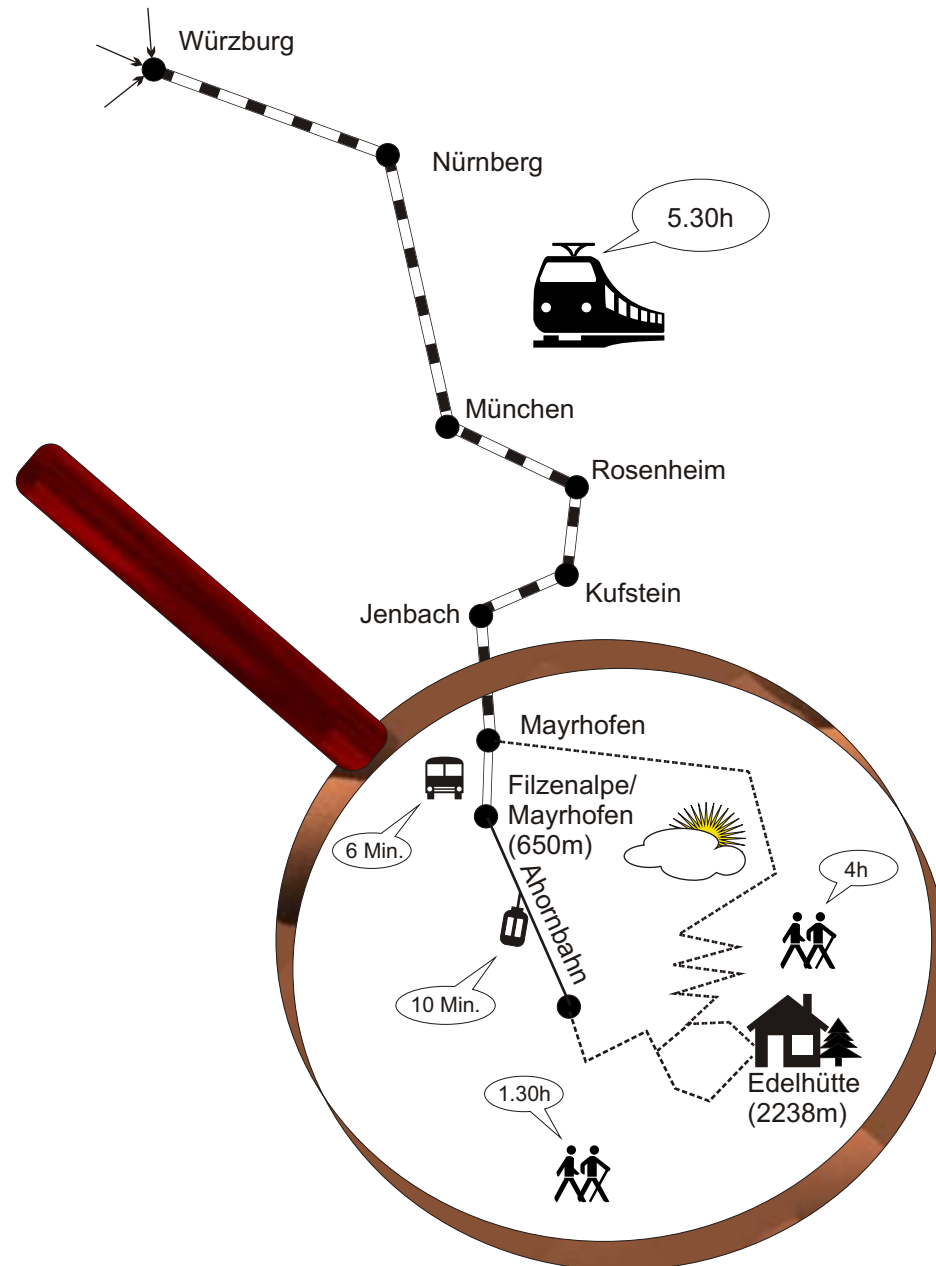 Würzburg
Nürnberg
5.30h
München
Rosenheim
Kufstein
Jenbach
Mayrhofen
Filzenalpe/
Mayrhofen
(650m)
6 Min.
Ahornbahn
4h
10 Min.
Edelhütte
(2238m)
1.30h